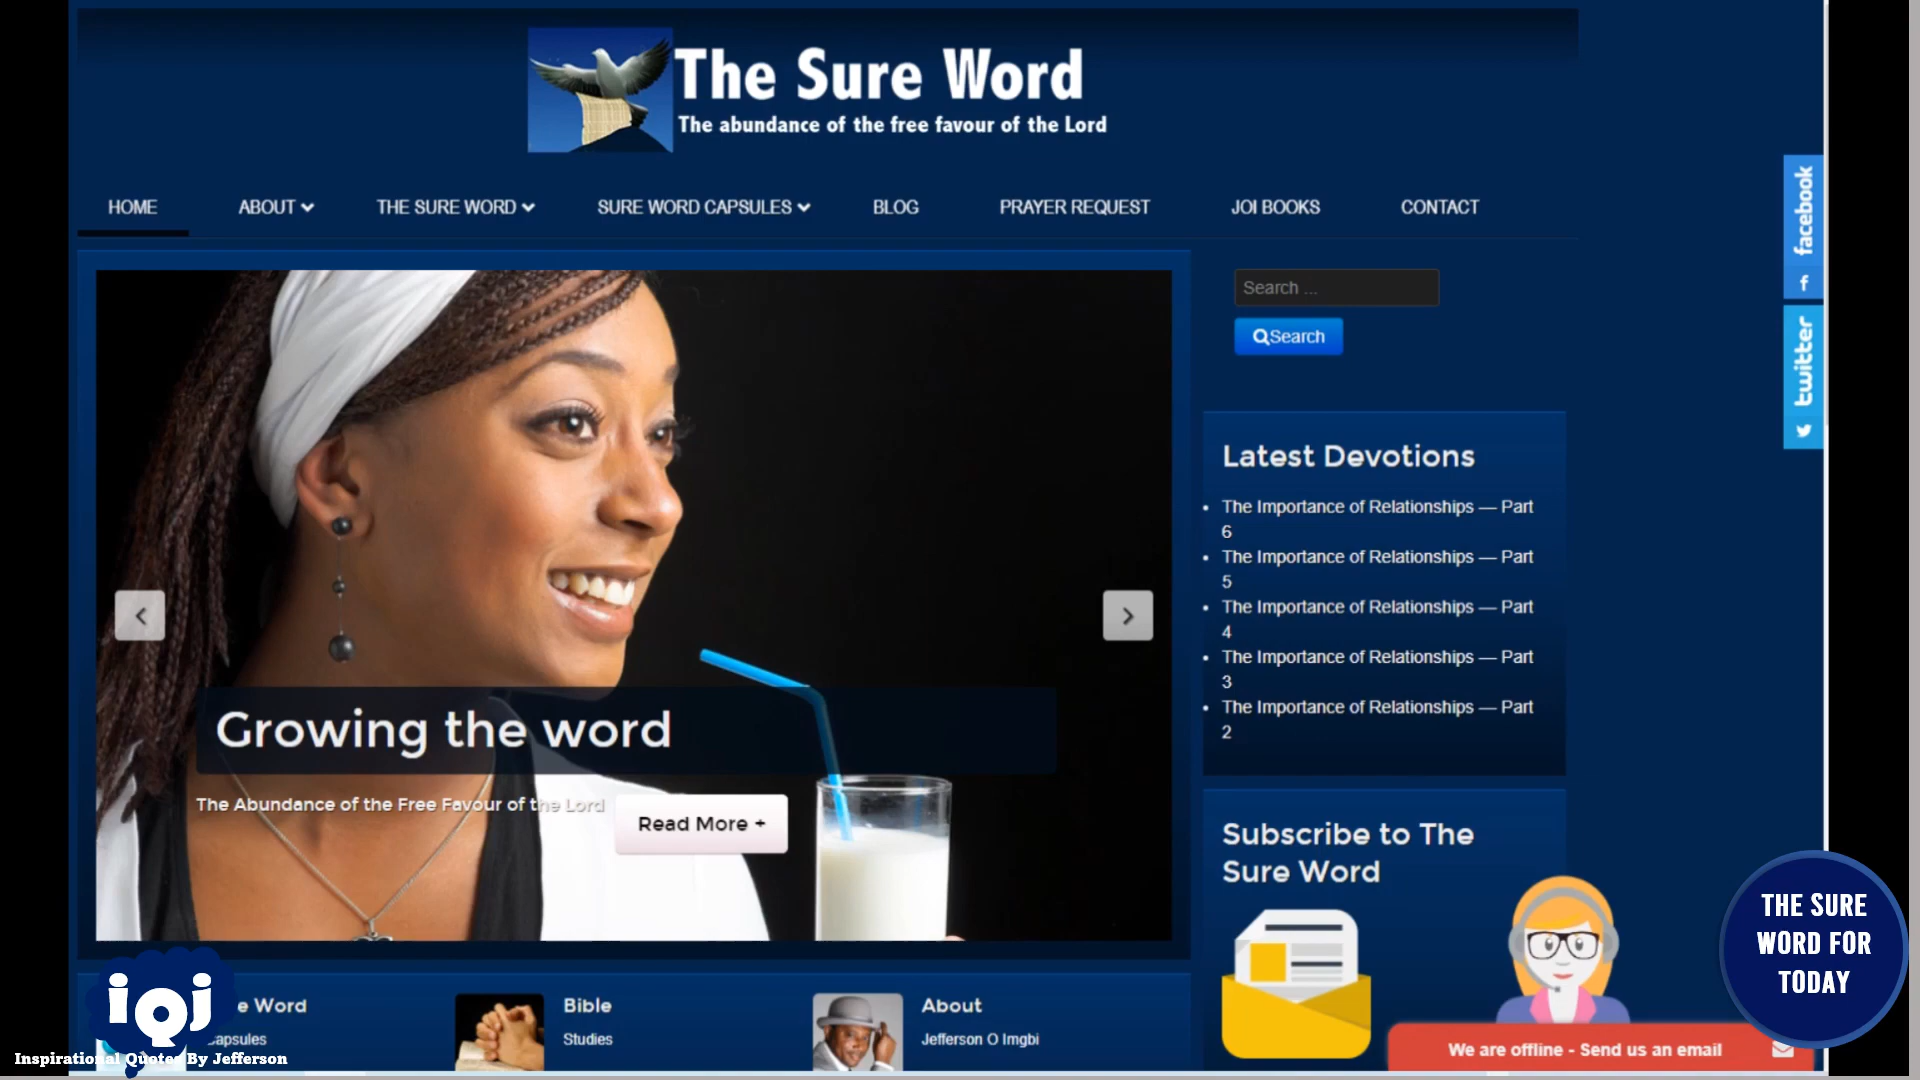 The Sure Word
The abundance of the free favour of the Lord
HOME ABOUT THE SURE WORD SURE WORD CAPSULES BLOG PRAYER REQUEST JOI BOOKS CONTACT
facebook
f
twitter
Search ...
Search
Growing the word
The Abundance of the Free Favour of the Lord
Read More +
Latest Devotions
The Importance of Relationships — Part
6
The Importance of Relationships — Part
5
The Importance of Relationships — Part
4
The Importance of Relationships — Part
3
The Importance of Relationships — Part
2
Subscribe to The
Sure Word
e Word
apsules
Bible
Studies
About
Jefferson O Imgbi
iQj
Inspirational Quotes By Jefferson
We are offline - Send us an email
THE SURE
WORD FOR
TODAY